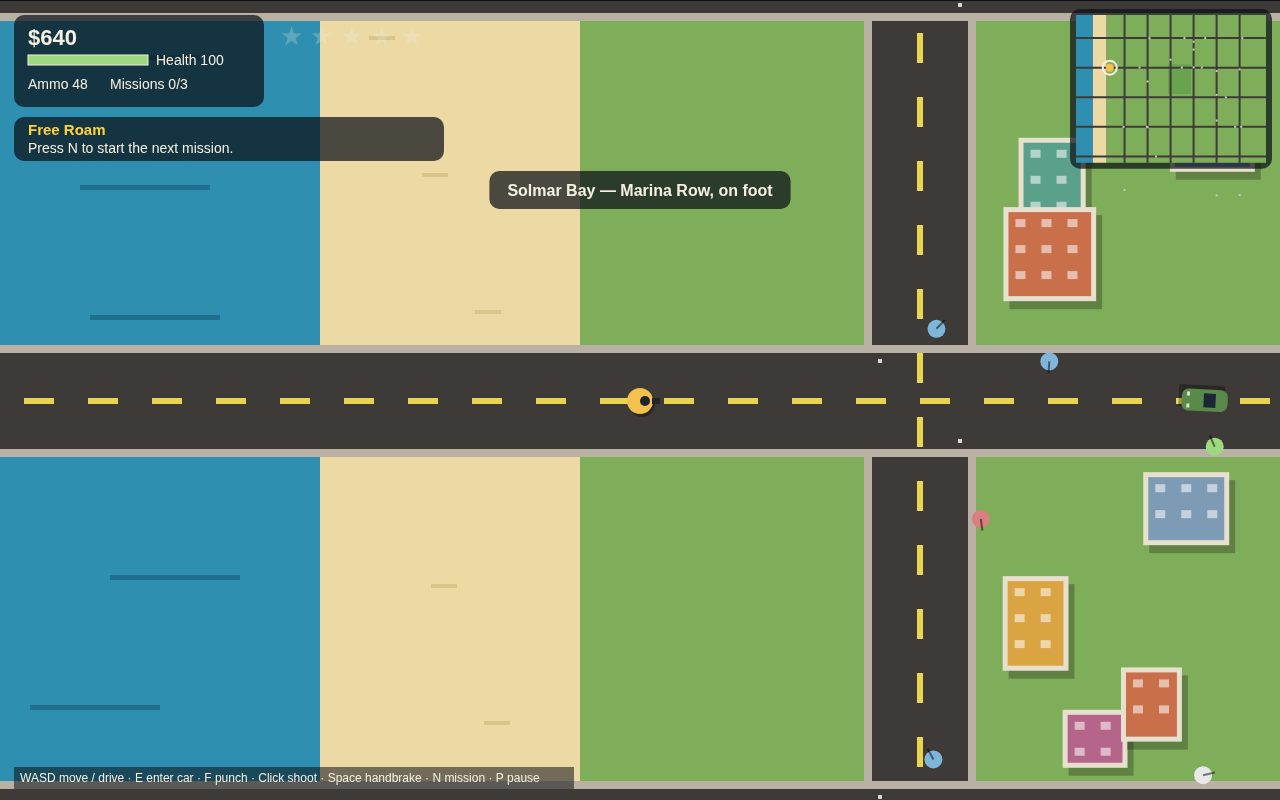 $640
Health 100
Ammo 48 Missions 0/3
Free Roam
Press N to start the next mission.
Solmar Bay — Marina Row, on foot
WASD move / drive · E enter car · F punch · Click shoot · Space handbrake · N mission · P pause